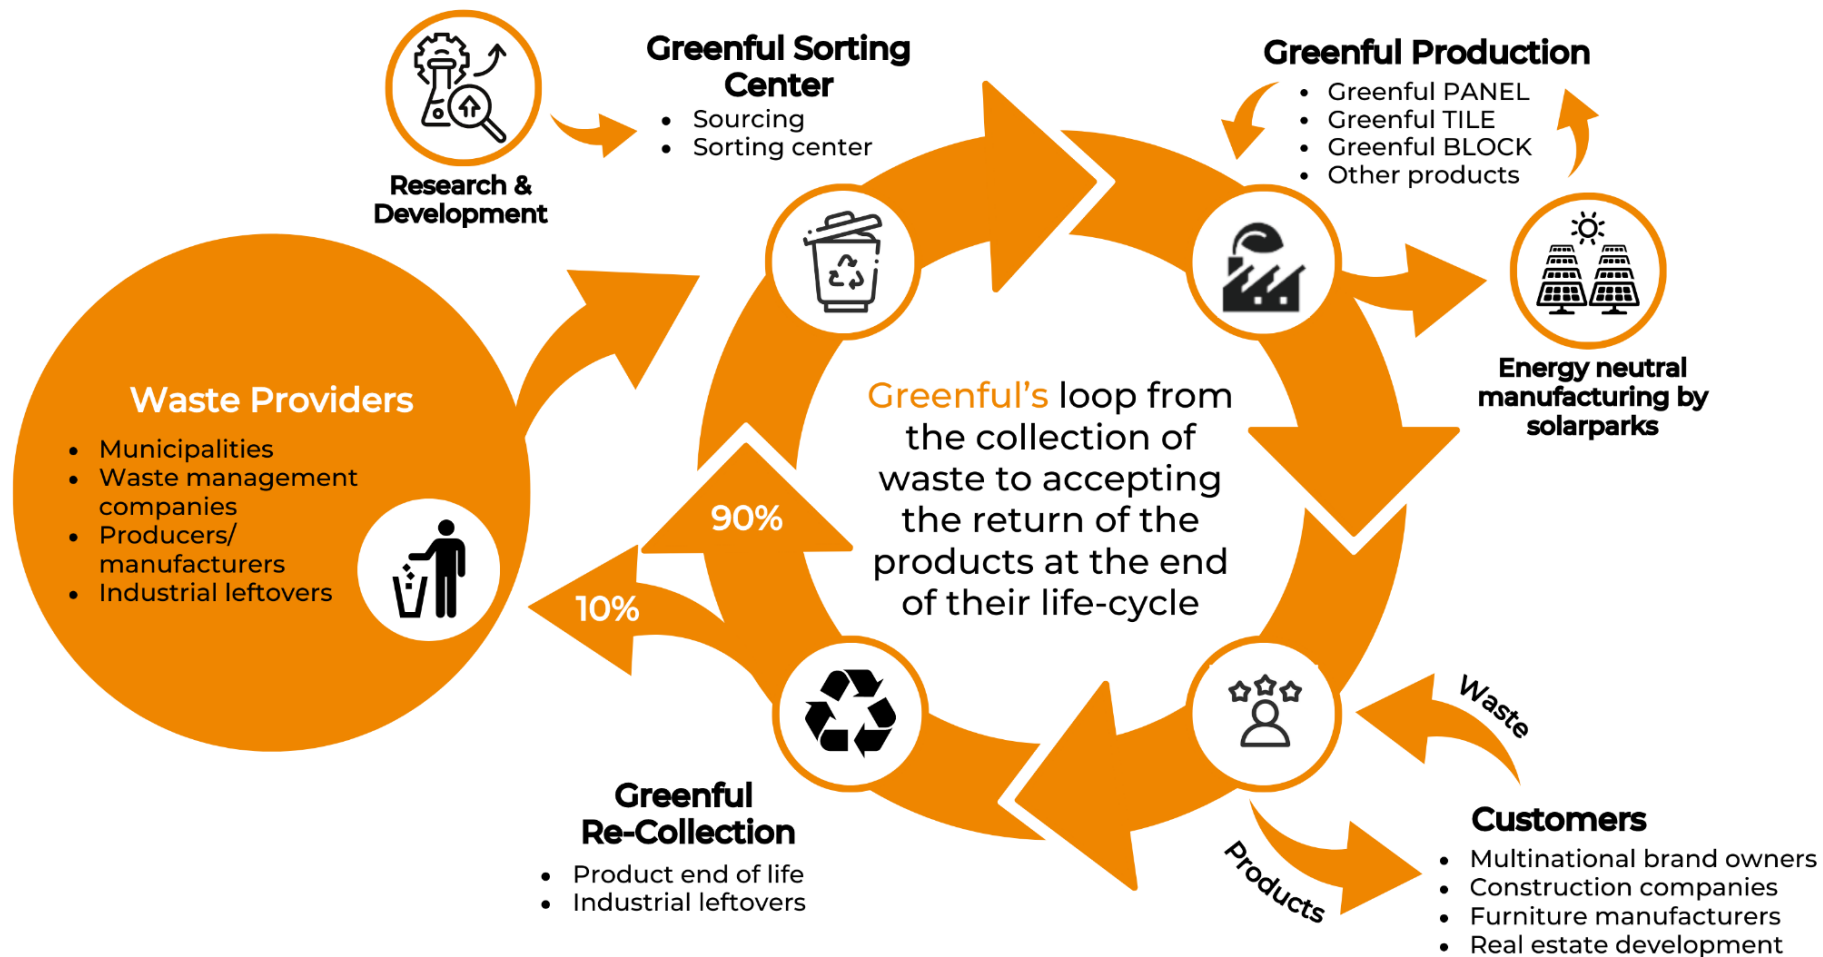 Research &
Development
Greenful Sorting
Center
• Sourcing
• Sorting center
Greenful Production
• Greenful PANEL
• Greenful TILE
• Greenful BLOCK
• Other products
Energy neutral
manufacturing by
solarparks
Waste Providers
• Municipalities
• Waste management
companies
• Producers/
manufacturers
• Industrial leftovers
Greenful's loop from
the collection of
waste to accepting
the return of the
products at the end
of their life-cycle
90%
10%
Greenful
Re-Collection
• Product end of life
• Industrial leftovers
Waste
Products
Customers
• Multinational brand owners
• Construction companies
• Furniture manufacturers
• Real estate development